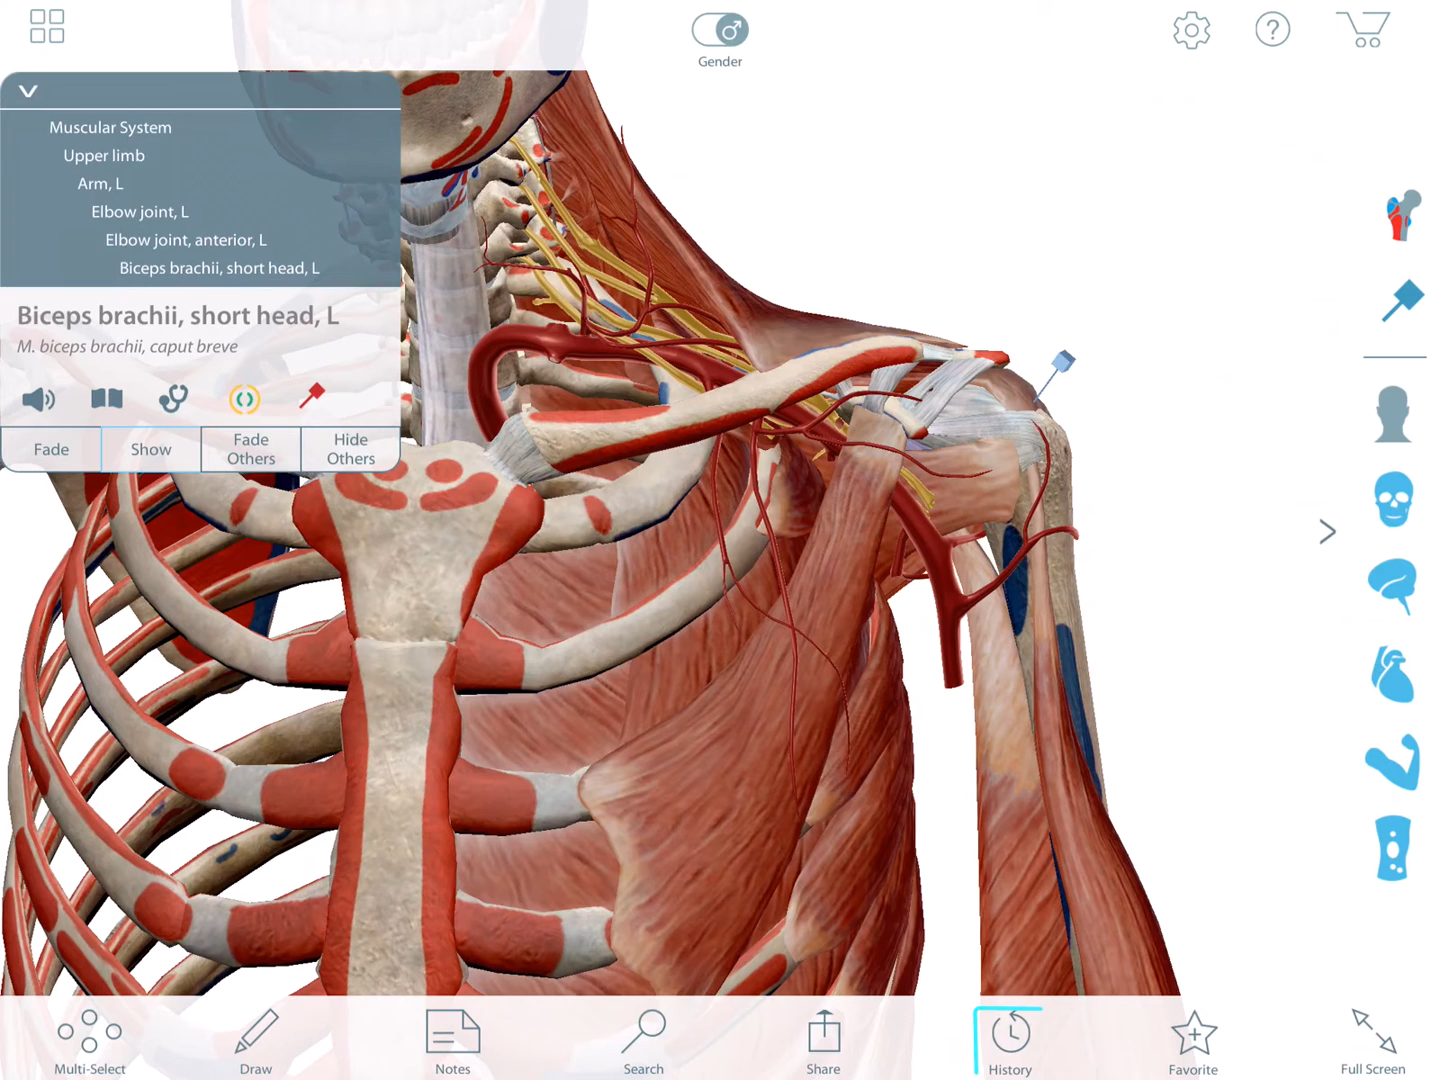 Gender
Muscular System
Upper limb
Arm, L
Elbow joint, L
Elbow joint, anterior, L
Biceps brachii, short head, L
Biceps brachii, short head, L
M. biceps brachii, caput breve
Fade
Show
Fade
Others
Hide
Others
Multi-Select
Draw
Notes
Search
Share
History
Favorite
Full Screen